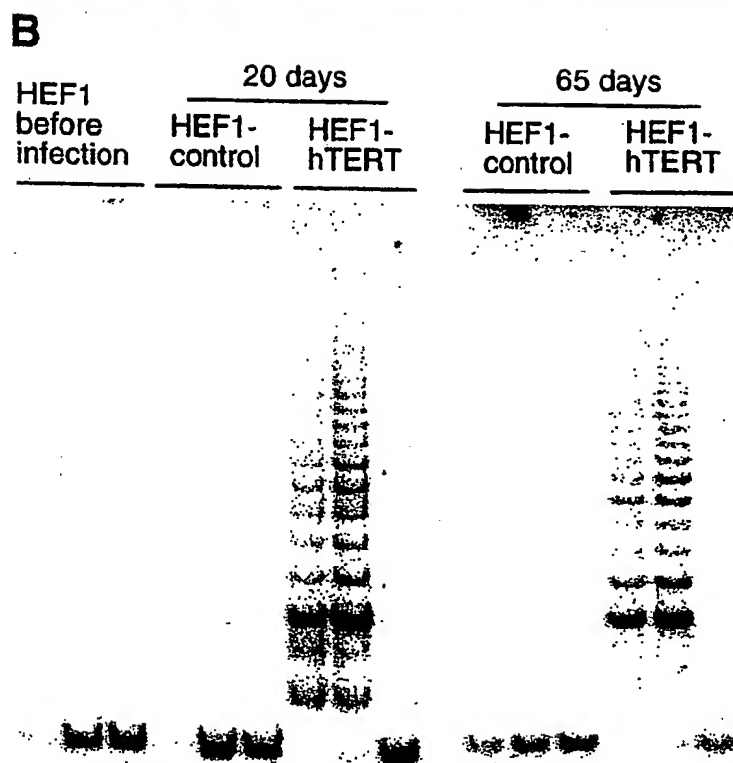 B
20 days
65 days
HEF1
before
infection
HEF1-
control
HEF1-
hTERT
HEF1-
control
HEF1-
hTERT